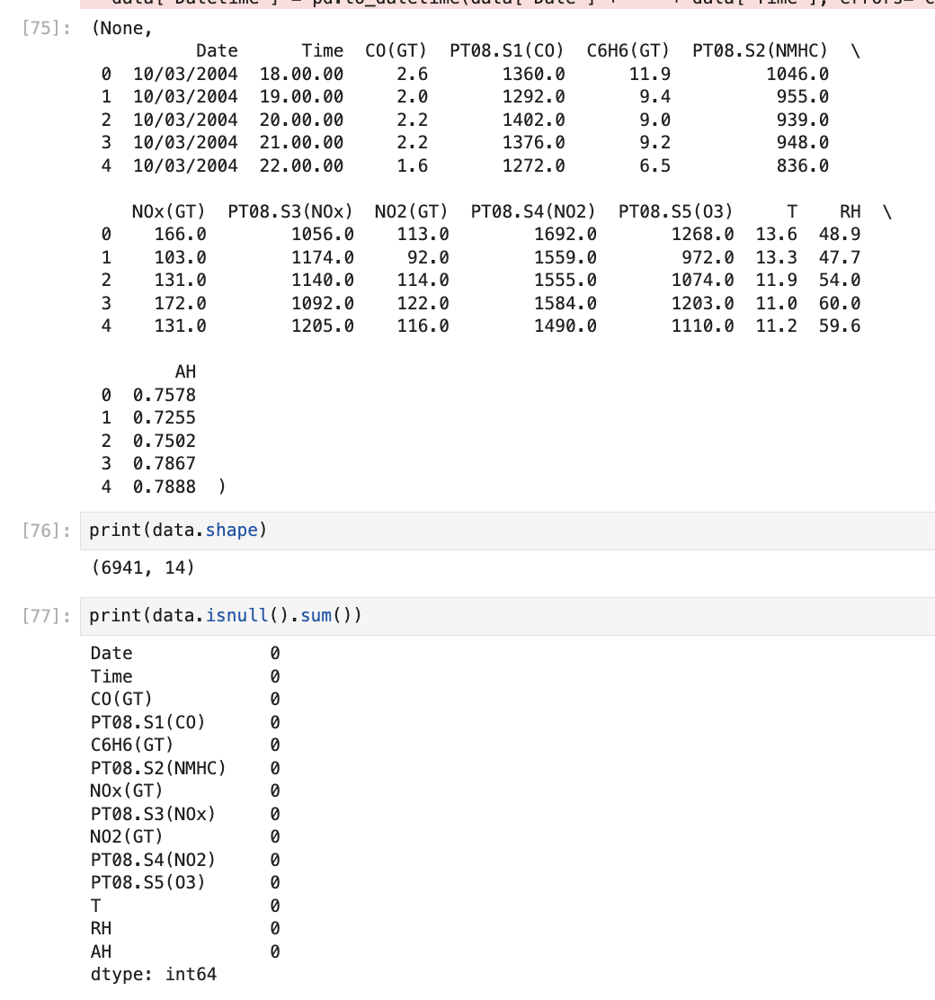 [75]: (None,
Date Time CO(GT) PT08.S1(CO) C6H6(GT) PT08.S2(NMHC) \
0 10/03/2004 18.00.00 2.6 1360.0 11.9 1046.0
1 10/03/2004 19.00.00 2.0 1292.0 9.4 955.0
2 10/03/2004 20.00.00 2.2 1402.0 9.0 939.0
3 10/03/2004 21.00.00 2.2 1376.0 9.2 948.0
4 10/03/2004 22.00.00 1.6 1272.0 6.5 836.0
NOx(GT) PT08.S3(NOx) NO2(GT) PT08.S4(NO2) PT08.S5(O3) T RH \
0 166.0 1056.0 113.0 1692.0 1268.0 13.6 48.9
1 103.0 1174.0 92.0 1559.0 972.0 13.3 47.7
2 131.0 1140.0 114.0 1555.0 1074.0 11.9 54.0
3 172.0 1092.0 122.0 1584.0 1203.0 11.0 60.0
4 131.0 1205.0 116.0 1490.0 1110.0 11.2 59.6
AH
0 0.7578
1 0.7255
2 0.7502
3 0.7867
4 0.7888 )
[76]: print(data.shape)
(6941, 14)
[77]: print(data.isnull().sum())
Date 0
Time 0
CO(GT) 0
PT08.S1(CO) 0
C6H6(GT) 0
PT08.S2(NMHC) 0
NOx(GT) 0
PT08.S3(NOx) 0
NO2(GT) 0
PT08.S4(NO2) 0
PT08.S5(O3) 0
T 0
RH 0
AH 0
dtype: int64